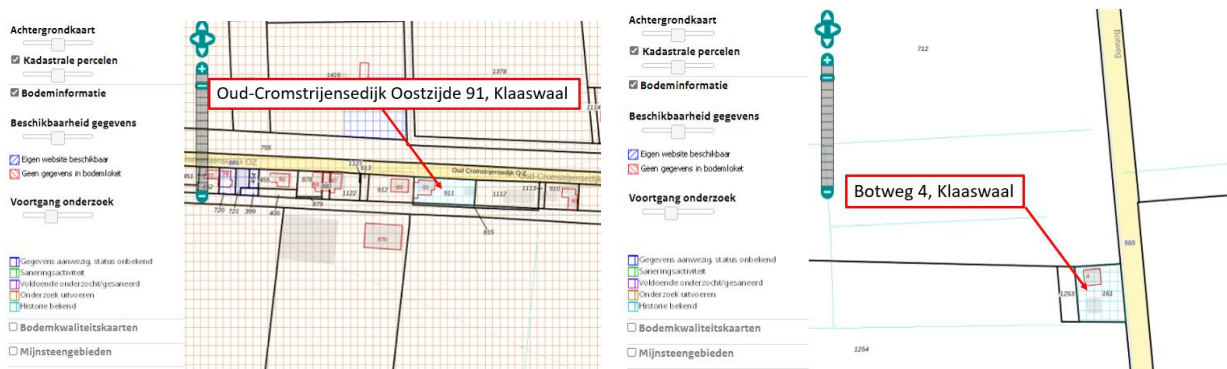 Achtergrondkaart
Kadastrale percelen
Bodeminformatie
Beschikbaarheid gegevens
Eigen website beschikbaar
Geen gegevens in bodemloket
Voortgang onderzoek
Gegevens aanwezig, status onbekend
Saneringsactiviteit
Voldoende onderzocht/gesaneerd
Onderzoek uitvoeren
Historie bekend
Bodemkwaliteitskaarten
Mijnsteengebieden
1416
1378
Oud-Cromstrijensedijk Oostzijde 91, Klaaswaal
755
Oud Cromstrijensedijk O Z
912
911
1112
1113
910
1122
879
720
721
399
400
815
Achtergrondkaart
Kadastrale percelen
Bodeminformatie
Beschikbaarheid gegevens
Eigen website beschikbaar
Geen gegevens in bodemloket
Voortgang onderzoek
Gegevens aanwezig, status onbekend
Saneringsactiviteit
Voldoende onderzocht/gesaneerd
Onderzoek uitvoeren
Historie bekend
Bodemkwaliteitskaarten
Mijnsteengebieden
712
Botweg
Botweg 4, Klaaswaal
555
4
1253
161
1254